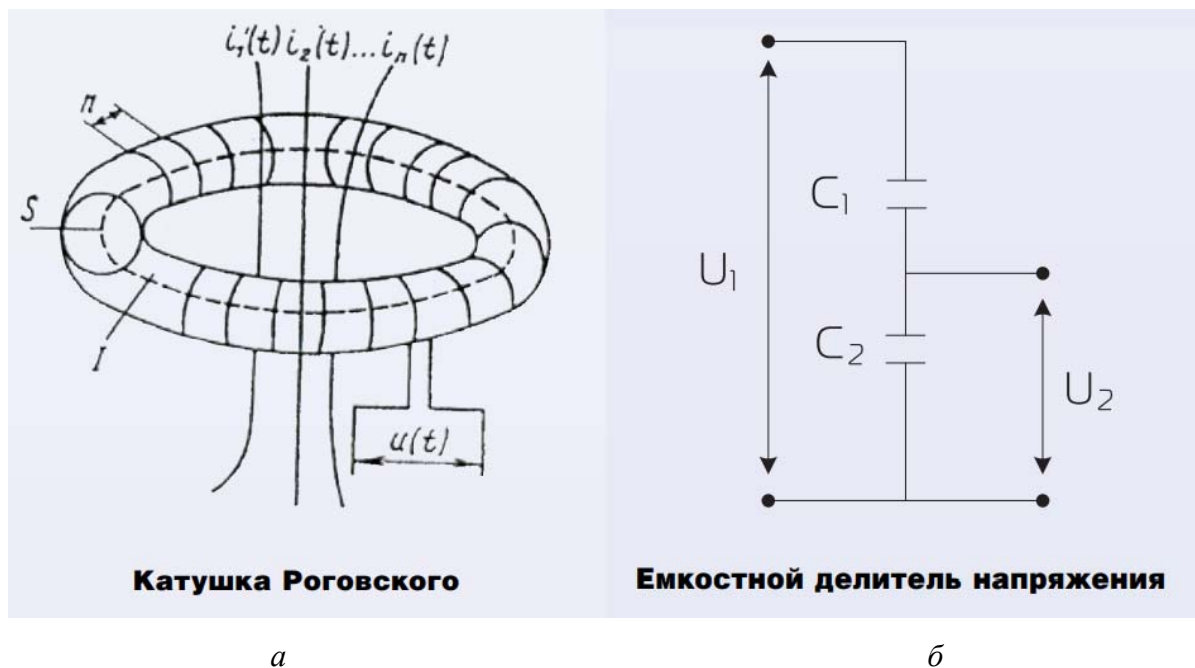 i₁(t) i₂(t)...iₙ(t)
n
S
l
u(t)
Катушка Роговского
C₁
U₁
C₂
U₂
Емкостной делитель напряжения
а
б